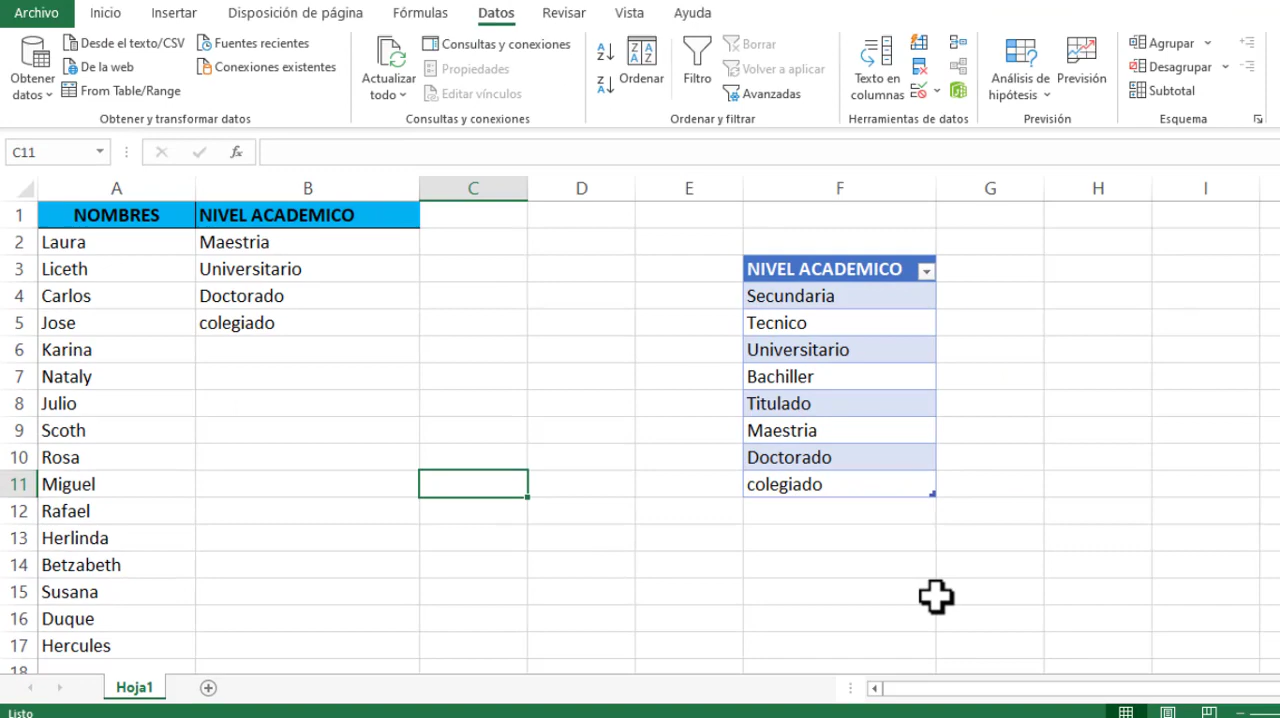 Archivo Inicio Insertar Disposición de página Fórmulas Datos Revisar Vista Ayuda
Obtener datos
Desde el texto/CSV
De la web
From Table/Range
Fuentes recientes
Conexiones existentes
Obtener y transformar datos
Actualizar todo
Consultas y conexiones
Propiedades
Editar vínculos
Consultas y conexiones
Ordenar
Filtro
Borrar
Volver a aplicar
Avanzadas
Ordenar y filtrar
Texto en columnas
Herramientas de datos
Análisis de hipótesis
Previsión
Previsión
Agrupar
Desagrupar
Subtotal
Esquema
C11 fx
A B C D E F G H I
1 NOMBRES NIVEL ACADEMICO
2 Laura Maestria
3 Liceth Universitario NIVEL ACADEMICO
4 Carlos Doctorado Secundaria
5 Jose colegiado Tecnico
6 Karina Universitario
7 Nataly Bachiller
8 Julio Titulado
9 Scoth Maestria
10 Rosa Doctorado
11 Miguel colegiado
12 Rafael
13 Herlinda
14 Betzabeth
15 Susana
16 Duque
17 Hercules
18
Hoja1
Listo